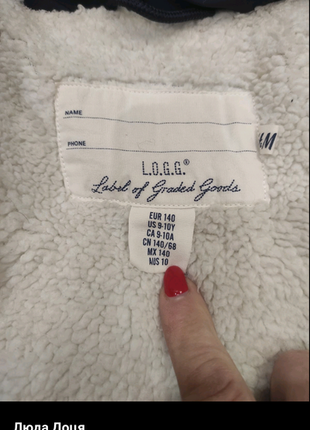 NAME
PHONE
L.O.G.G.®
Label of Graded Goods
EUR 140
US 9-10Y
CA 9-10A
CN 140/68
MX 140
AUS 10
Люда Доця